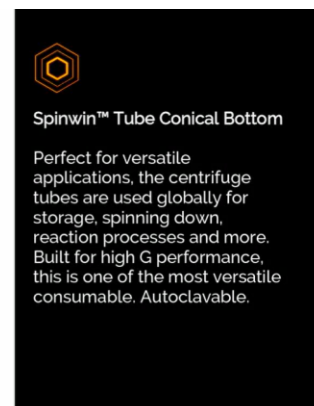 Spinwin™ Tube Conical Bottom
Perfect for versatile
applications, the centrifuge
tubes are used globally for
storage, spinning down,
reaction processes and more.
Built for high G performance,
this is one of the most versatile
consumable. Autoclavable.